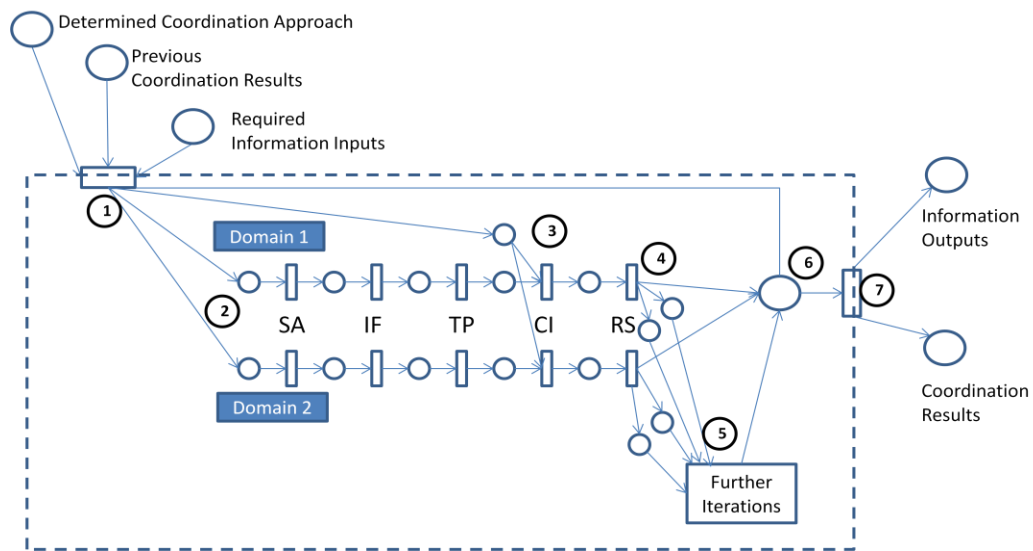 Determined Coordination Approach
Previous
Coordination Results
Required
Information Inputs
1
Domain 1
3
2
4
6
7
Information
Outputs
SA IF TP CI RS
Domain 2
5
Coordination
Results
Further
Iterations